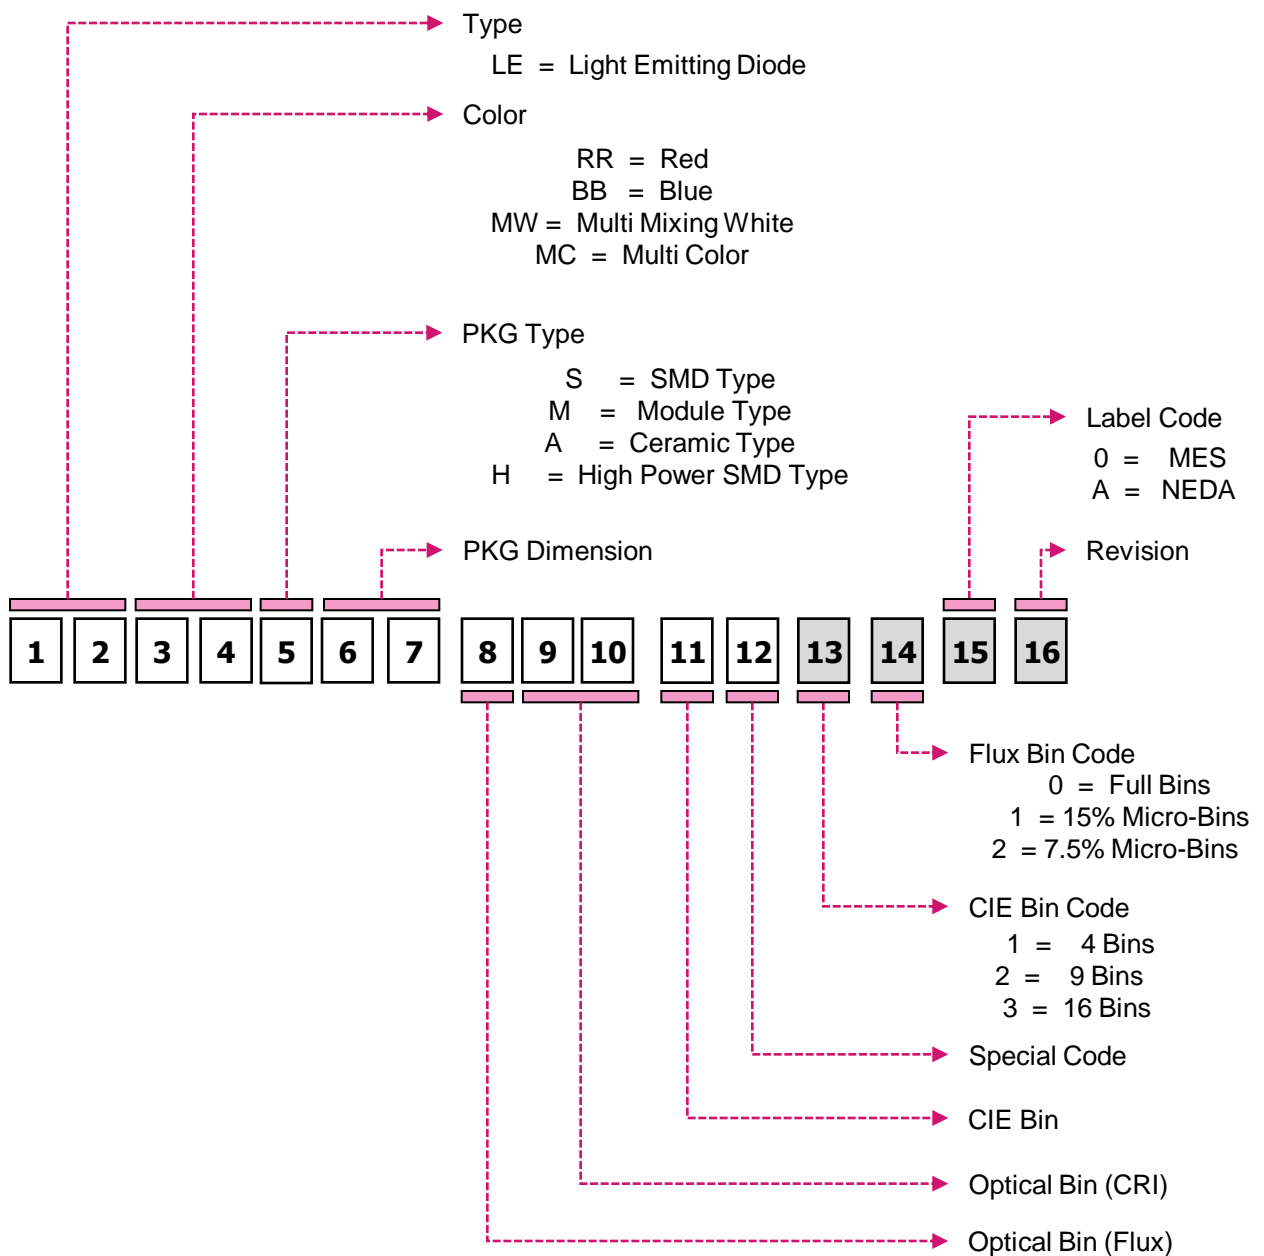 Type
LE = Light Emitting Diode
Color
RR = Red
BB = Blue
MW = Multi Mixing White
MC = Multi Color
PKG Type
S = SMD Type
M = Module Type
A = Ceramic Type
H = High Power SMD Type
Label Code
0 = MES
A = NEDA
PKG Dimension
Revision
1 2 3 4 5 6 7 8 9 10 11 12 13 14 15 16
Flux Bin Code
0 = Full Bins
1 = 15% Micro-Bins
2 = 7.5% Micro-Bins
CIE Bin Code
1 = 4 Bins
2 = 9 Bins
3 = 16 Bins
Special Code
CIE Bin
Optical Bin (CRI)
Optical Bin (Flux)